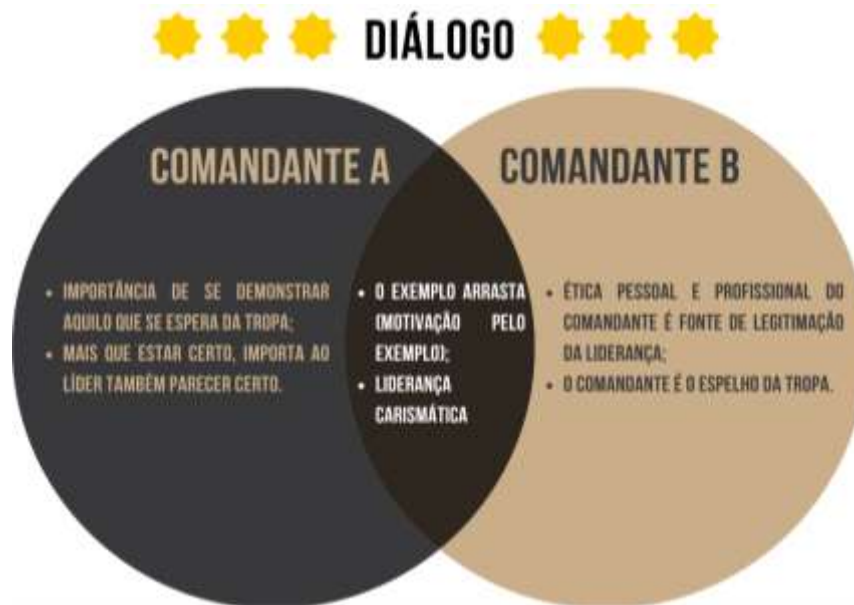 DIÁLOGO
COMANDANTE A
IMPORTÂNCIA DE SE DEMONSTRAR
AQUILO QUE SE ESPERA DA TROPA;
MAIS QUE ESTAR CERTO, IMPORTA AO
LÍDER TAMBÉM PARECER CERTO.
O EXEMPLO ARRASTA
(MOTIVAÇÃO PELO
EXEMPLO);
LIDERANÇA
CARISMÁTICA
COMANDANTE B
ÉTICA PESSOAL E PROFISSIONAL DO
COMANDANTE É FONTE DE LEGITIMAÇÃO
DA LIDERANÇA;
O COMANDANTE É O ESPELHO DA TROPA.